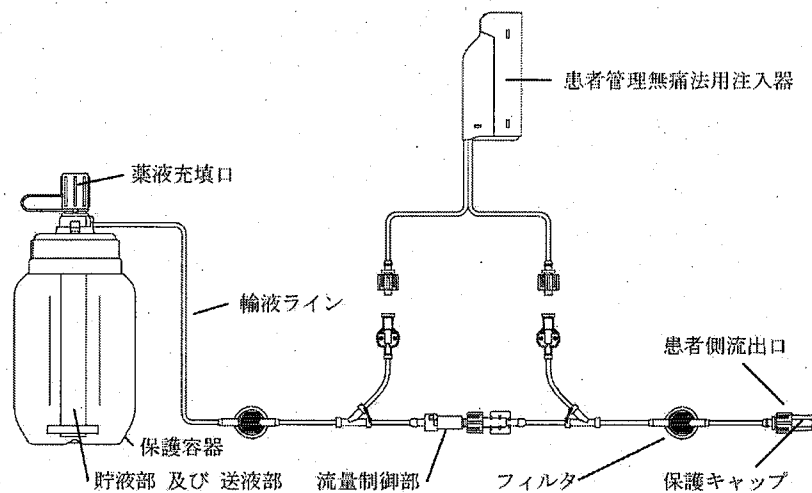 患者管理無痛法用注入器
薬液充填口
輸液ライン
患者側流出口
保護容器
貯液部 及び 送液部
流量制御部
フィルタ
保護キャップ